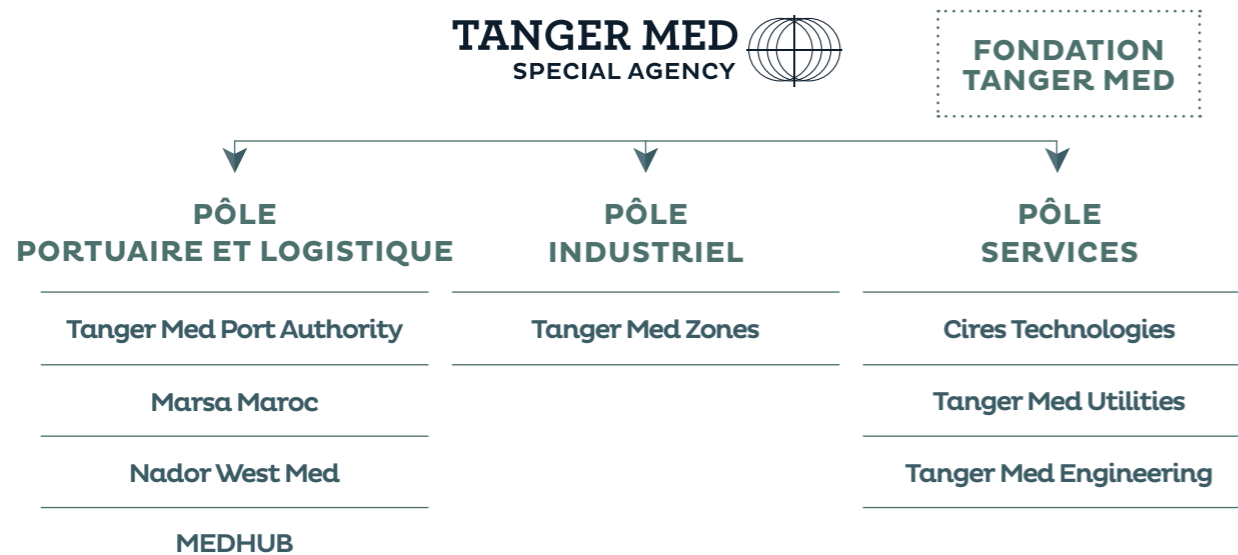 TANGER MED
SPECIAL AGENCY
FONDATION
TANGER MED
PÔLE
PORTUAIRE ET LOGISTIQUE
Tanger Med Port Authority
Marsa Maroc
Nador West Med
MEDHUB
PÔLE
INDUSTRIEL
Tanger Med Zones
PÔLE
SERVICES
Cires Technologies
Tanger Med Utilities
Tanger Med Engineering